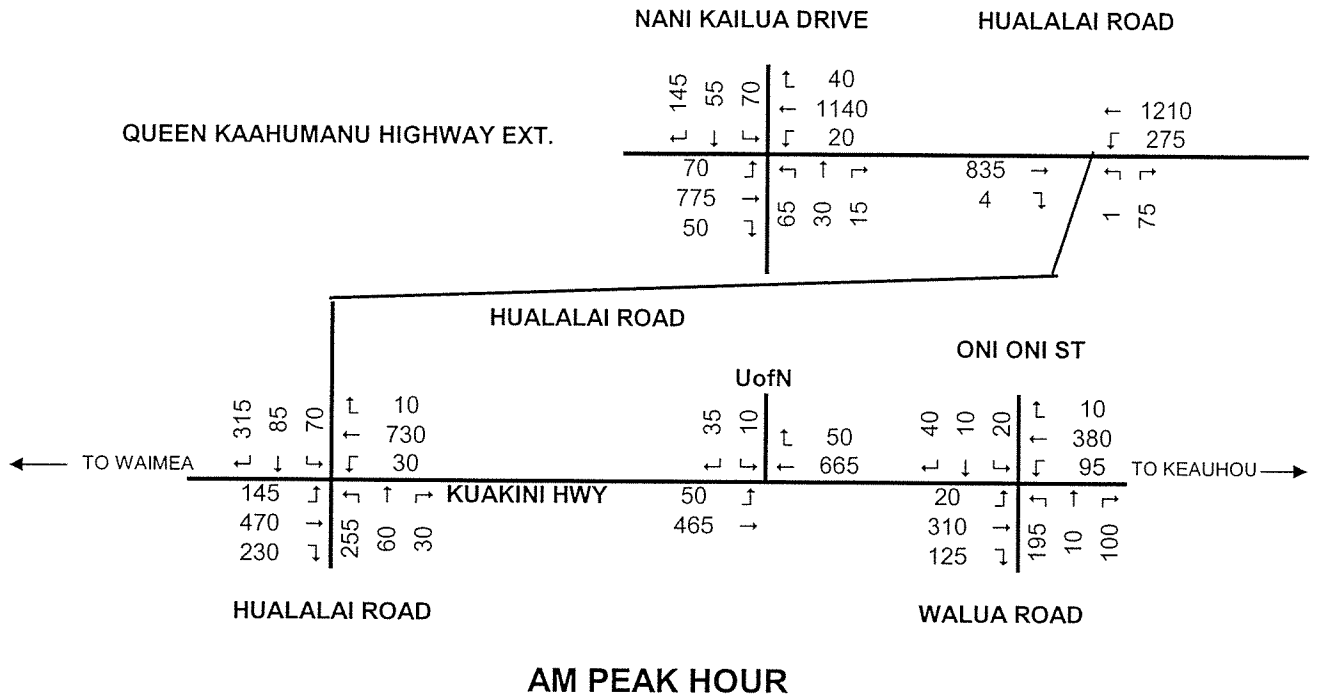 NANI KAILUA DRIVE HUALALAI ROAD
145 55 70 ↰ 40
← 1140 ← 1210
↵ ↓ ↳ ↲ 20 ↲ 275
QUEEN KAAHUMANU HIGHWAY EXT.
70 835 →
775 → 65 30 15 4 1 75
50
HUALALAI ROAD
ONI ONI ST
UofN
315 85 70 10 35 10 50 40 10 20 10
← 730 ← 665 ← 380
← TO WAIMEA 30 95 TO KEAUHOU →
145 KUAKINI HWY 50 20
470 → 255 60 30 465 → 310 → 195 10 100
230 125
HUALALAI ROAD WALUA ROAD
AM PEAK HOUR